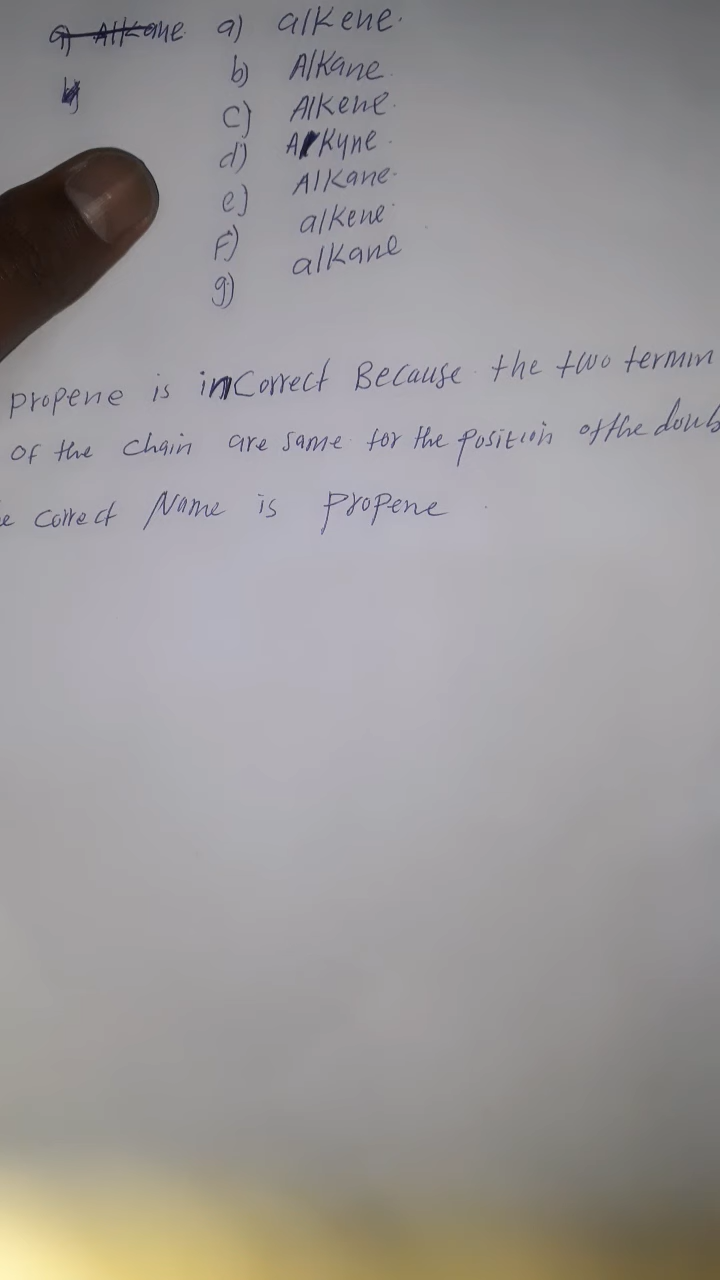 a) Alkane a) alkene.
b) b) Alkane.
c) Alkene.
d) Alkyne.
e) Alkane.
F) alkene
g) alkane
propene is incorrect Because the two termin
of the chain are same for the position of the doub
correct Name is propene.